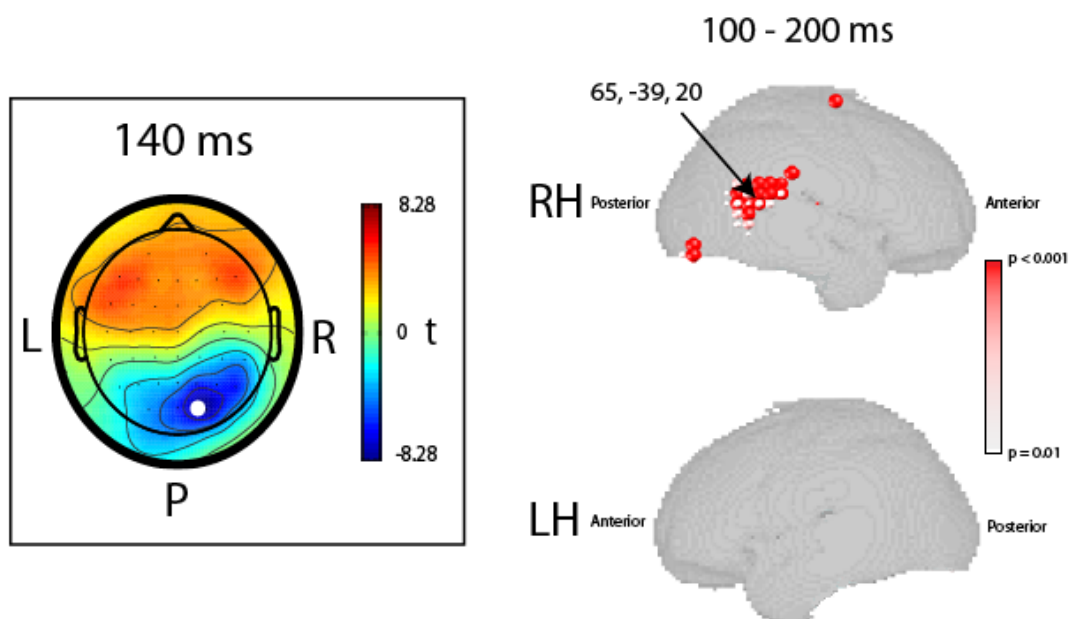 140 ms
8.28
L
R
0 t
-8.28
P
100 - 200 ms
65, -39, 20
RH Posterior
Anterior
p < 0.001
p = 0.01
LH Anterior
Posterior